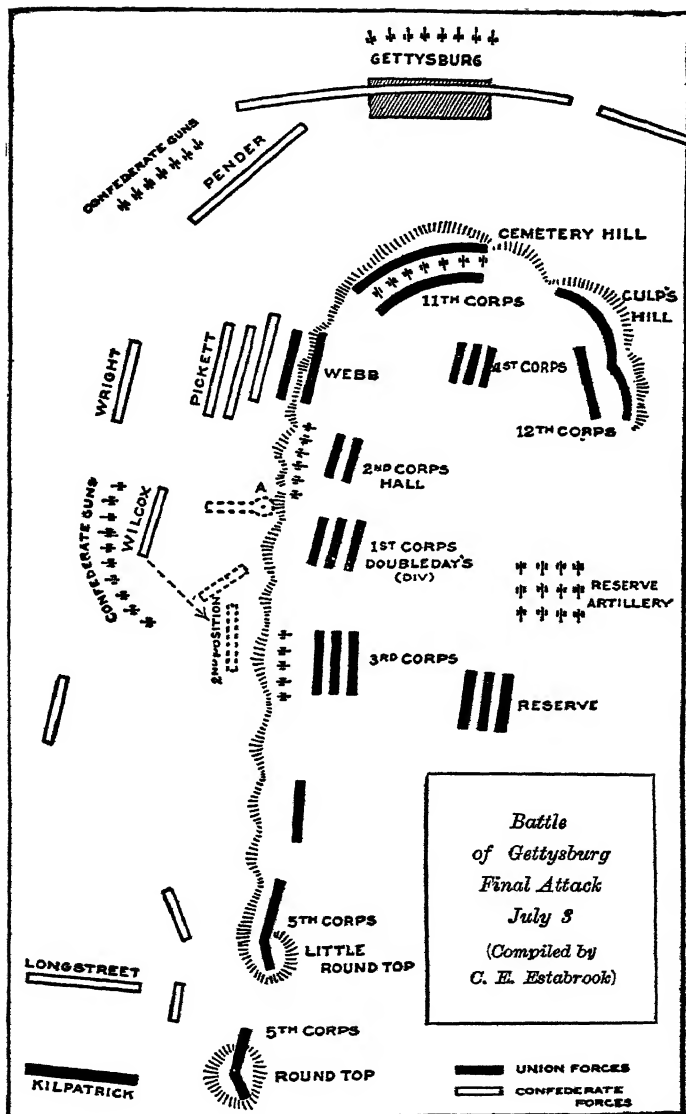 GETTYSBURG
CONFEDERATE GUNS
PENDER
CEMETERY HILL
11TH CORPS
CULP'S
HILL
WRIGHT
PICKETT
WEBB
1ST CORPS
12TH CORPS
2ND CORPS
HALL
A
CONFEDERATE GUNS
WILCOX
1ST CORPS
DOUBLEDAY'S
(DIV)
RESERVE
ARTILLERY
2ND POSITION
3RD CORPS
RESERVE
Battle
of Gettysburg
Final Attack
July 3
(Compiled by
C. E. Estabrook)
5TH CORPS
LITTLE
ROUND TOP
LONGSTREET
5TH CORPS
ROUND TOP
KILPATRICK
UNION FORCES
CONFEDERATE
FORCES